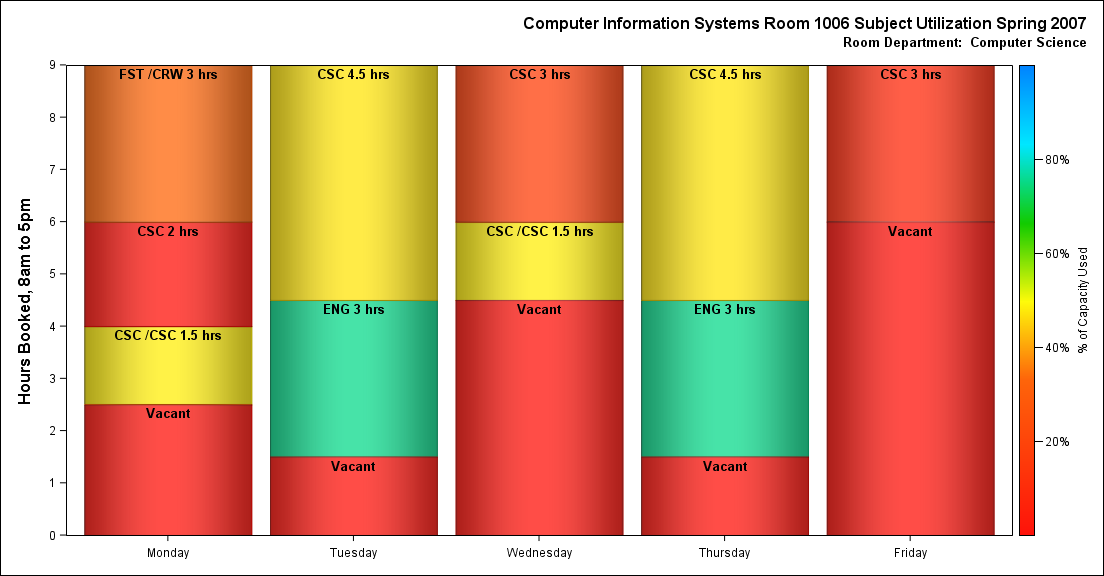 Computer Information Systems Room 1006 Subject Utilization Spring 2007
Room Department:  Computer Science
Hours Booked, 8am to 5pm
9
8
7
6
5
4
3
2
1
0
FST /CRW 3 hrs
CSC 2 hrs
CSC /CSC 1.5 hrs
Vacant
CSC 4.5 hrs
ENG 3 hrs
Vacant
CSC 3 hrs
CSC /CSC 1.5 hrs
Vacant
CSC 4.5 hrs
ENG 3 hrs
Vacant
CSC 3 hrs
Vacant
Monday
Tuesday
Wednesday
Thursday
Friday
80%
60%
40%
20%
% of Capacity Used